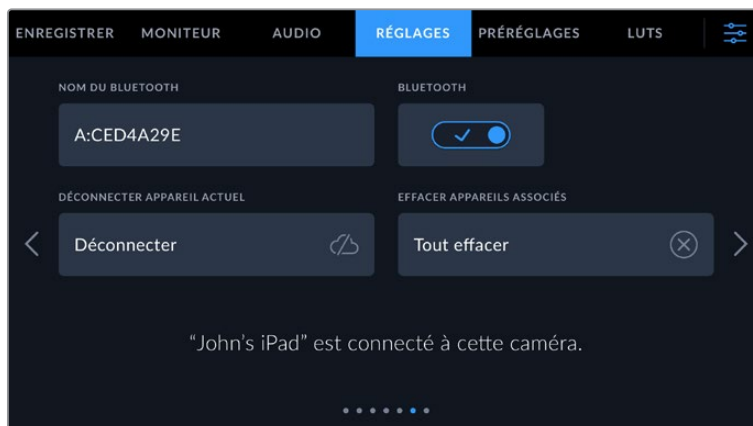 ENREGISTRER MONITEUR AUDIO RÉGLAGES PRÉRÉGLAGES LUTS
NOM DU BLUETOOTH BLUETOOTH
A:CED4A29E
DÉCONNECTER APPAREIL ACTUEL EFFACER APPAREILS ASSOCIÉS
Déconnecter Tout effacer
“John’s iPad” est connecté à cette caméra.